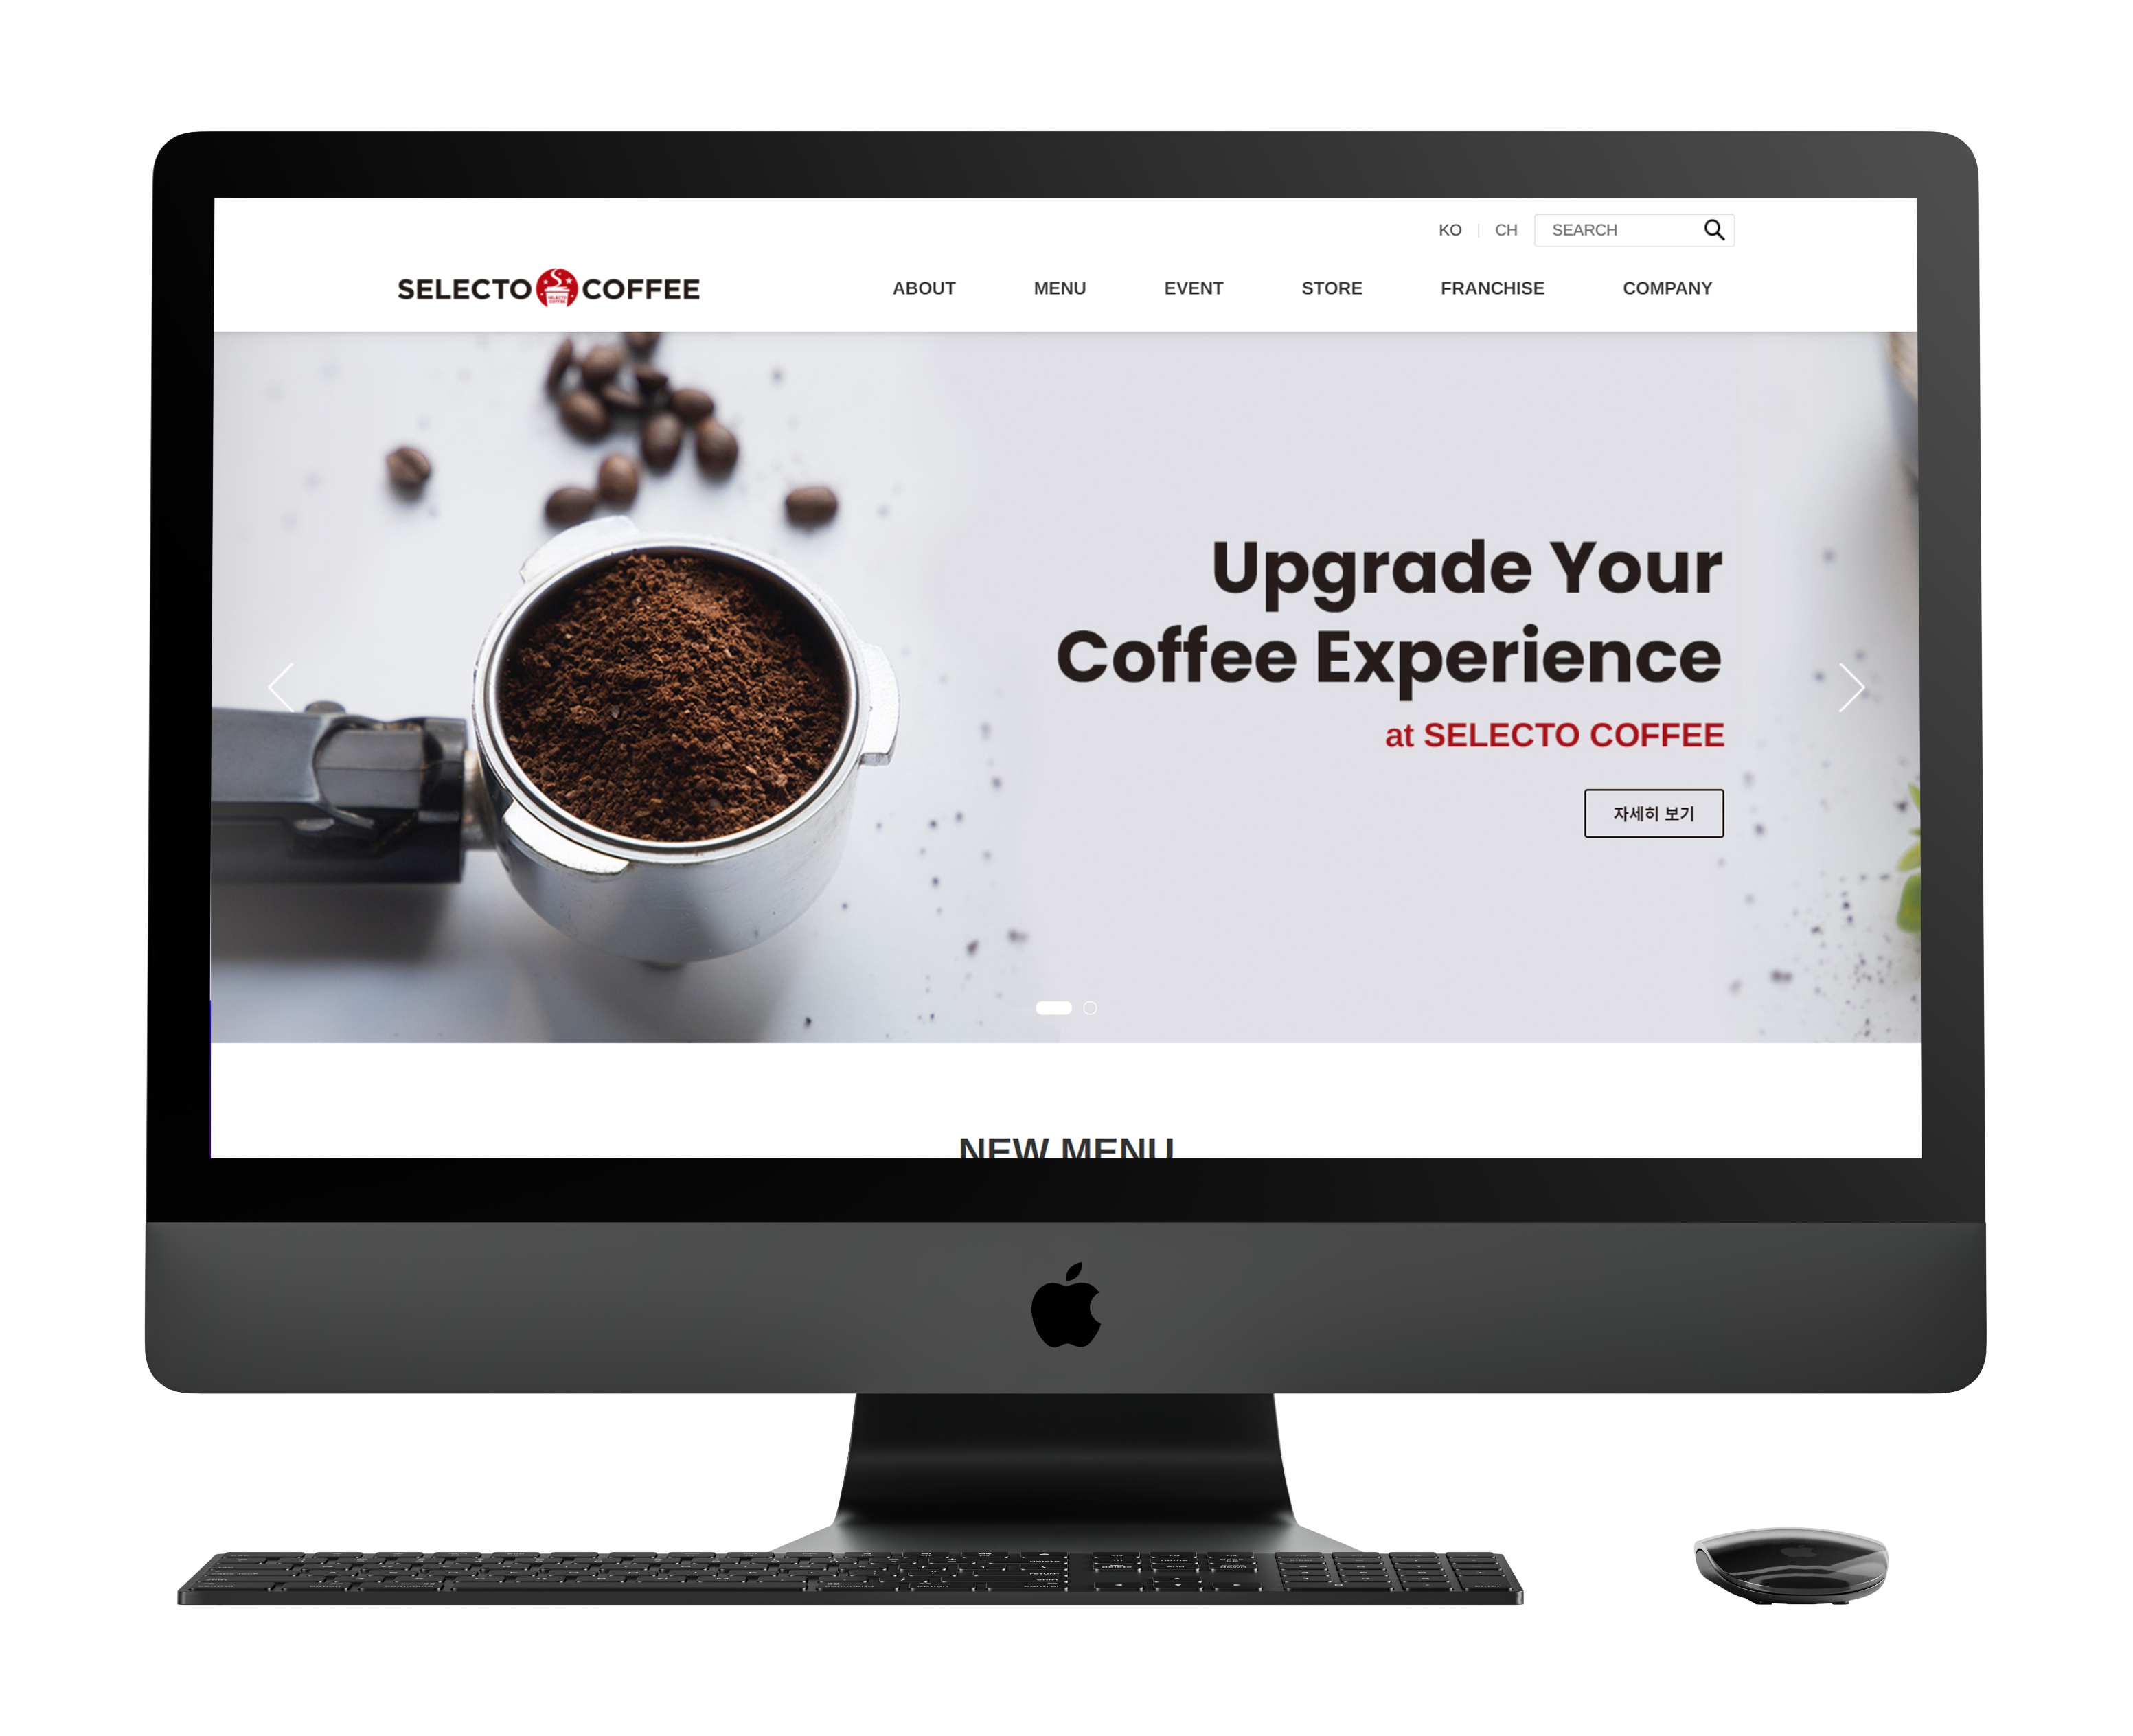 KO | CH SEARCH
SELECTO COFFEE
ABOUT MENU EVENT STORE FRANCHISE COMPANY
Upgrade Your
Coffee Experience
at SELECTO COFFEE
자세히 보기
NEW MENU